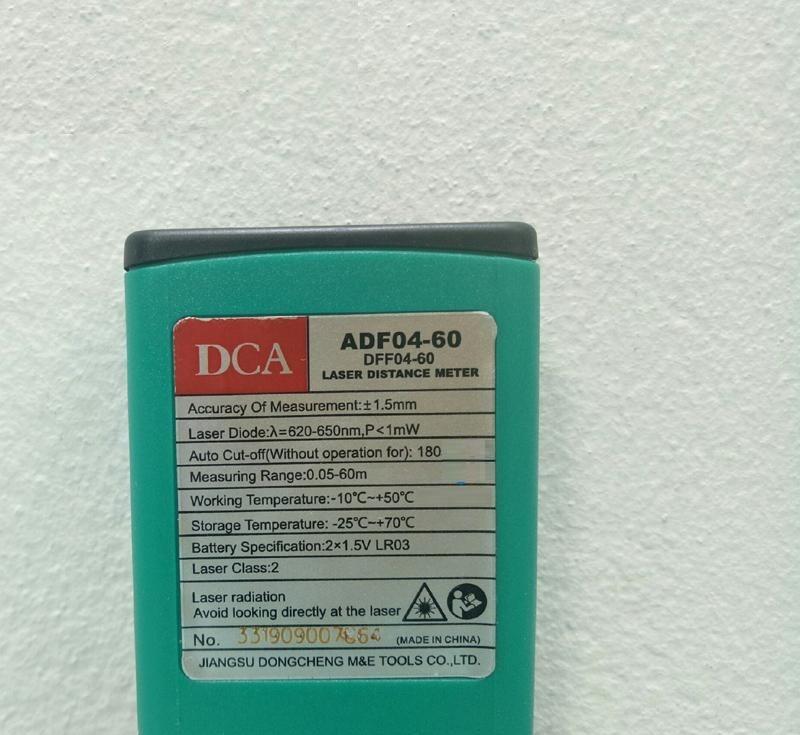 DCA
ADF04-60
DFF04-60
LASER DISTANCE METER
Accuracy Of Measurement:±1.5mm
Laser Diode:λ=620-650nm,P<1mW
Auto Cut-off(Without operation for): 180
Measuring Range:0.05-60m
Working Temperature:-10℃~+50℃
Storage Temperature: -25℃~+70℃
Battery Specification:2×1.5V LR03
Laser Class:2
Laser radiation
Avoid looking directly at the laser
No. (MADE IN CHINA)
JIANGSU DONGCHENG M&E TOOLS CO.,LTD.